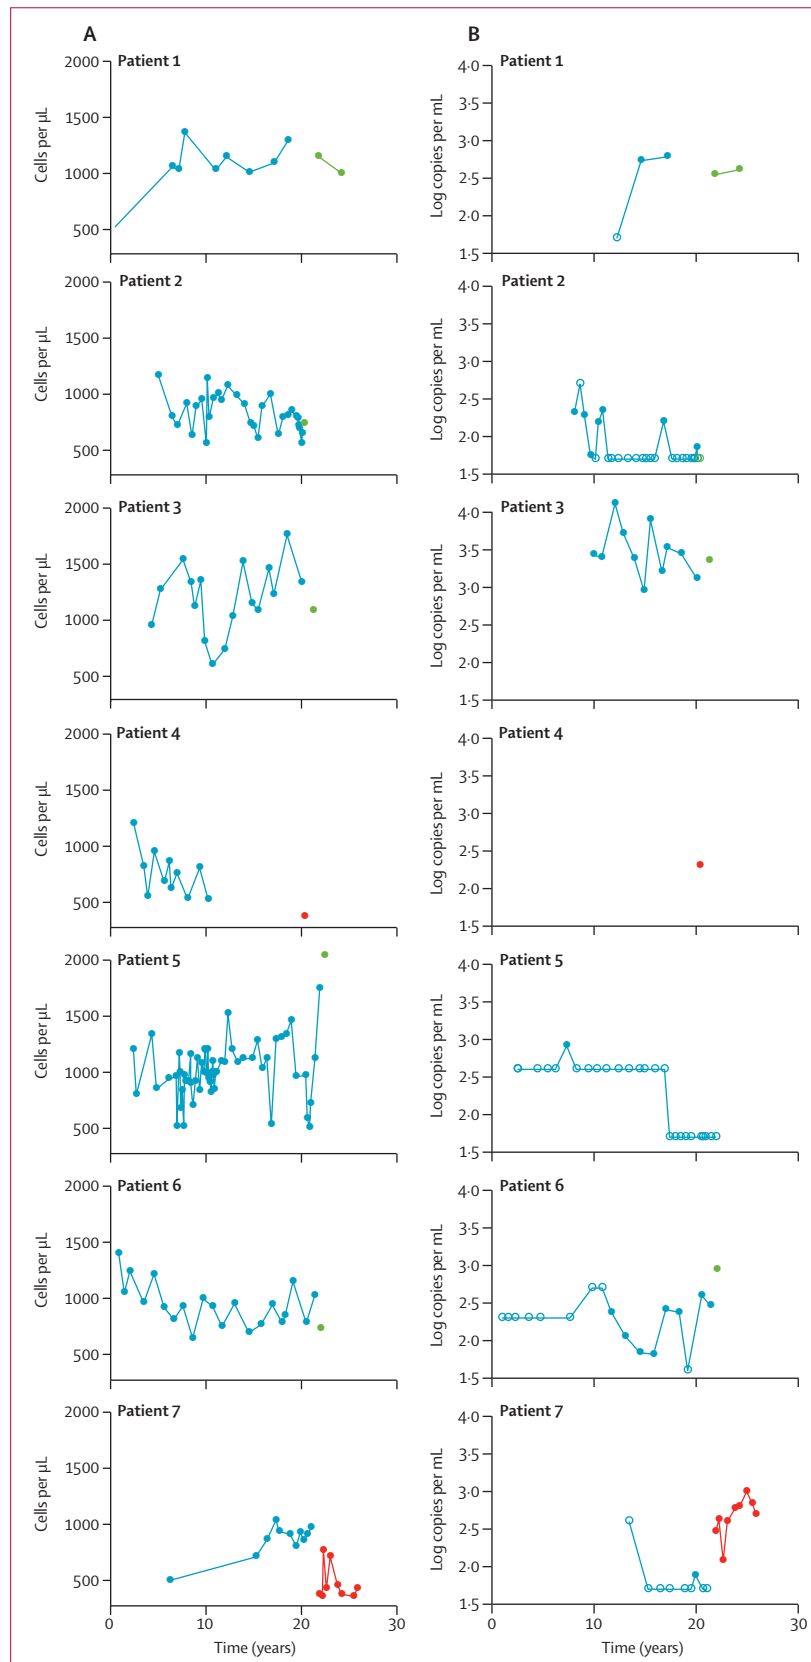 A
B
Patient 1
2000
1500
1000
500
Cells per µL
Patient 1
4·0
3·5
3·0
2·5
2·0
1·5
Log copies per mL
Patient 2
2000
1500
1000
500
Cells per µL
Patient 2
4·0
3·5
3·0
2·5
2·0
1·5
Log copies per mL
Patient 3
2000
1500
1000
500
Cells per µL
Patient 3
4·0
3·5
3·0
2·5
2·0
1·5
Log copies per mL
Patient 4
2000
1500
1000
500
Cells per µL
Patient 4
4·0
3·5
3·0
2·5
2·0
1·5
Log copies per mL
Patient 5
2000
1500
1000
500
Cells per µL
Patient 5
4·0
3·5
3·0
2·5
2·0
1·5
Log copies per mL
Patient 6
2000
1500
1000
500
Cells per µL
Patient 6
4·0
3·5
3·0
2·5
2·0
1·5
Log copies per mL
Patient 7
2000
1500
1000
500
Cells per µL
0 10 20 30
Time (years)
Patient 7
4·0
3·5
3·0
2·5
2·0
1·5
Log copies per mL
0 10 20 30
Time (years)